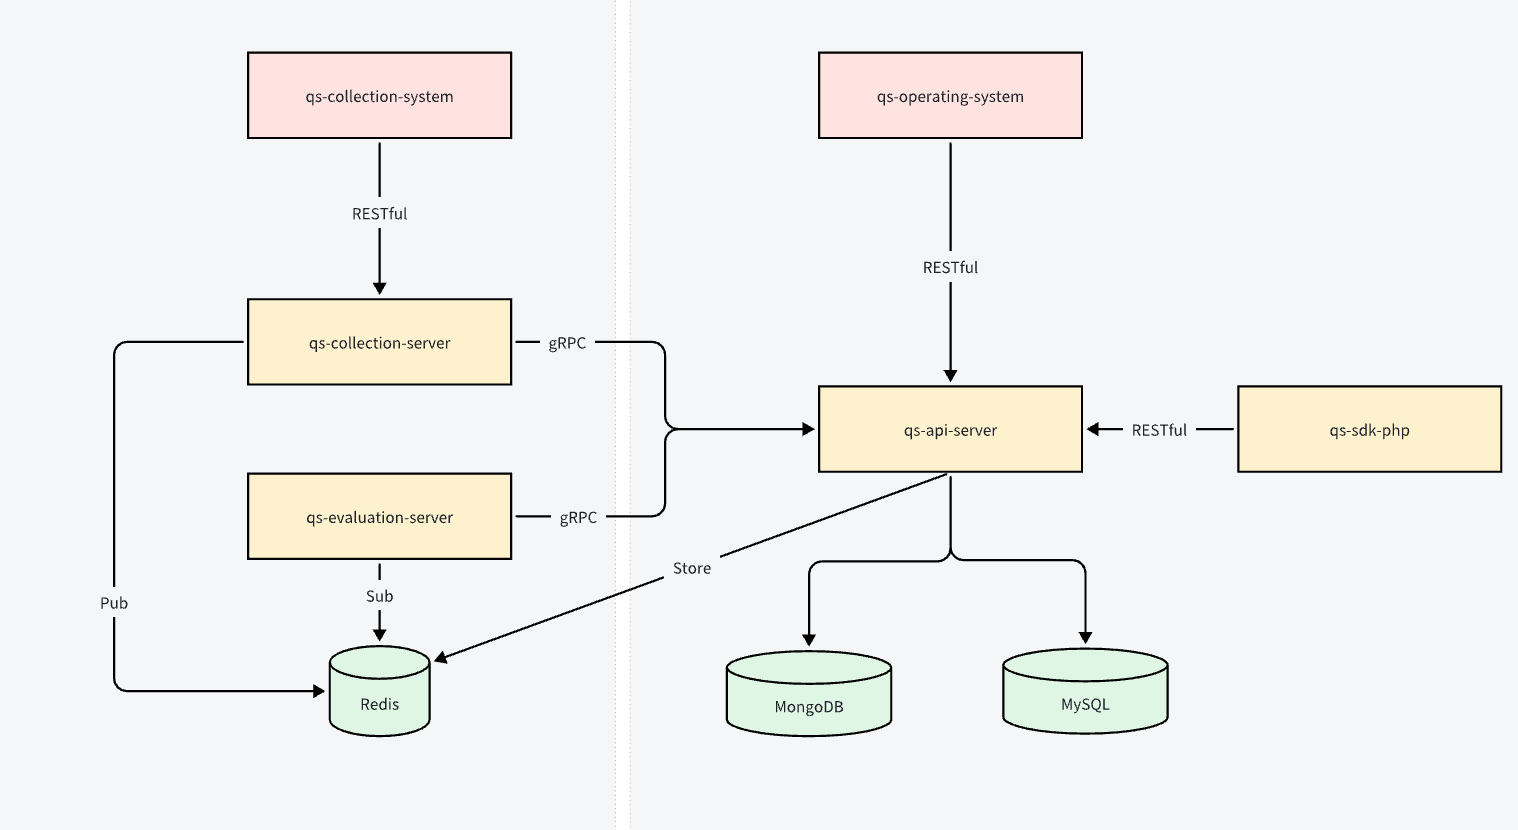 qs-collection-system
qs-operating-system
RESTful
RESTful
qs-collection-server
gRPC
qs-api-server
RESTful
qs-sdk-php
qs-evaluation-server
gRPC
Store
Sub
Pub
Redis
MongoDB
MySQL